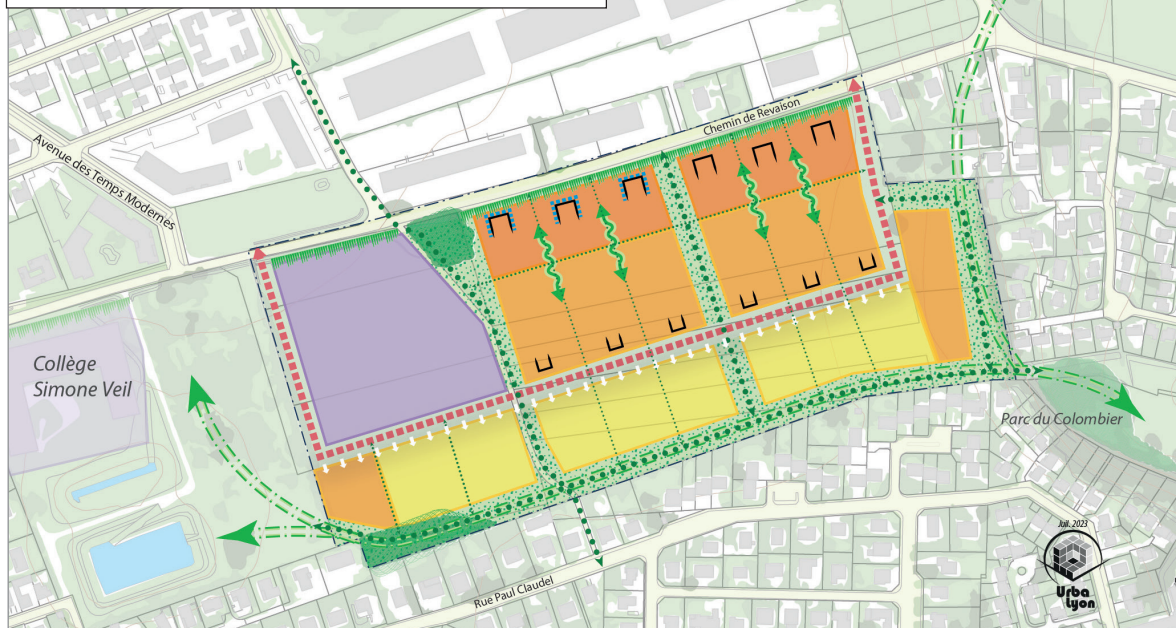 Chemin de Revaison
Avenue des Temps Modernes
Collège
Simone Veil
Parc du Colombier
Rue Paul Claudel
Juil. 2023
Urba
Lyon